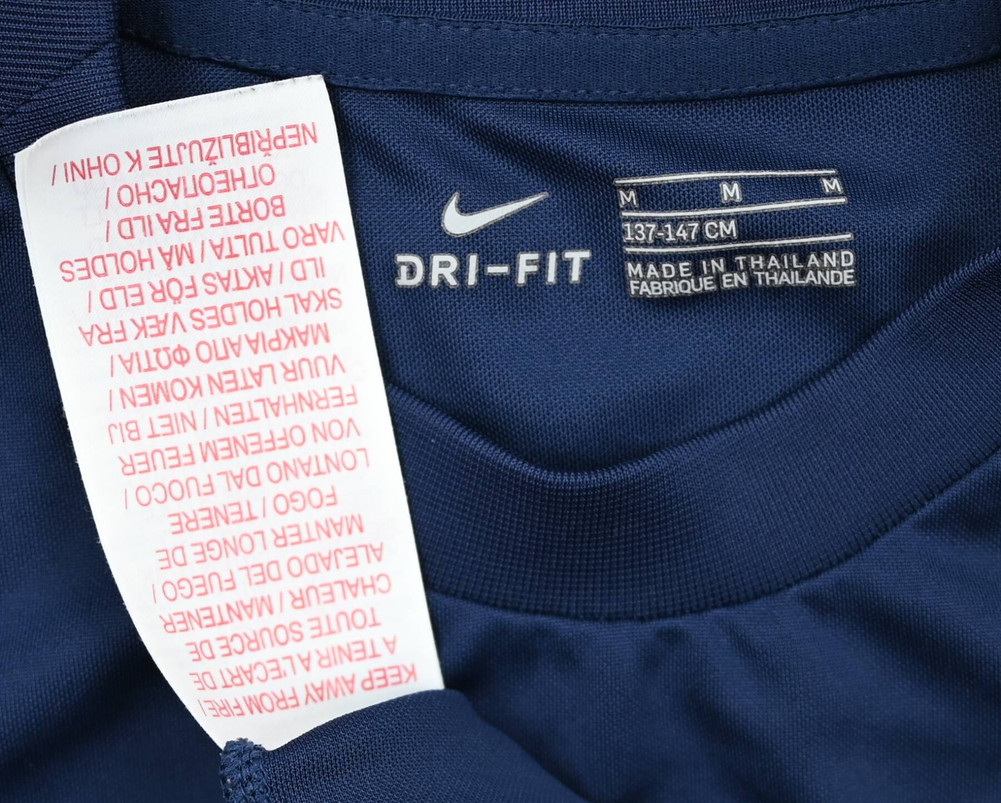 DRI-FIT
M M M
137-147 CM
MADE IN THAILAND
FABRIQUE EN THAILANDE
KEEP AWAY FROM FIRE /
A TENIR A L'ECART DE
TOUTE SOURCE DE
CHALEUR / MANTENER
ALEJADO DEL FUEGO /
MANTER LONGE DE
FOGO / TENERE
LONTANO DAL FUOCO /
VON OFFENEM FEUER
FERNHALTEN / NIET BIJ
VUUR LATEN KOMEN /
ΜΑΚΡΙΑ ΑΠΟ ΦΩΤΙΑ /
SKAL HOLDES VÆK FRA
ILD / AKTAS FÖR ELD /
VARO TULTA / MÅ HOLDES
BORTE FRA ILD /
ОГНЕОПАСНО /
NEPŘIBLIŽUJTE K OHNI /